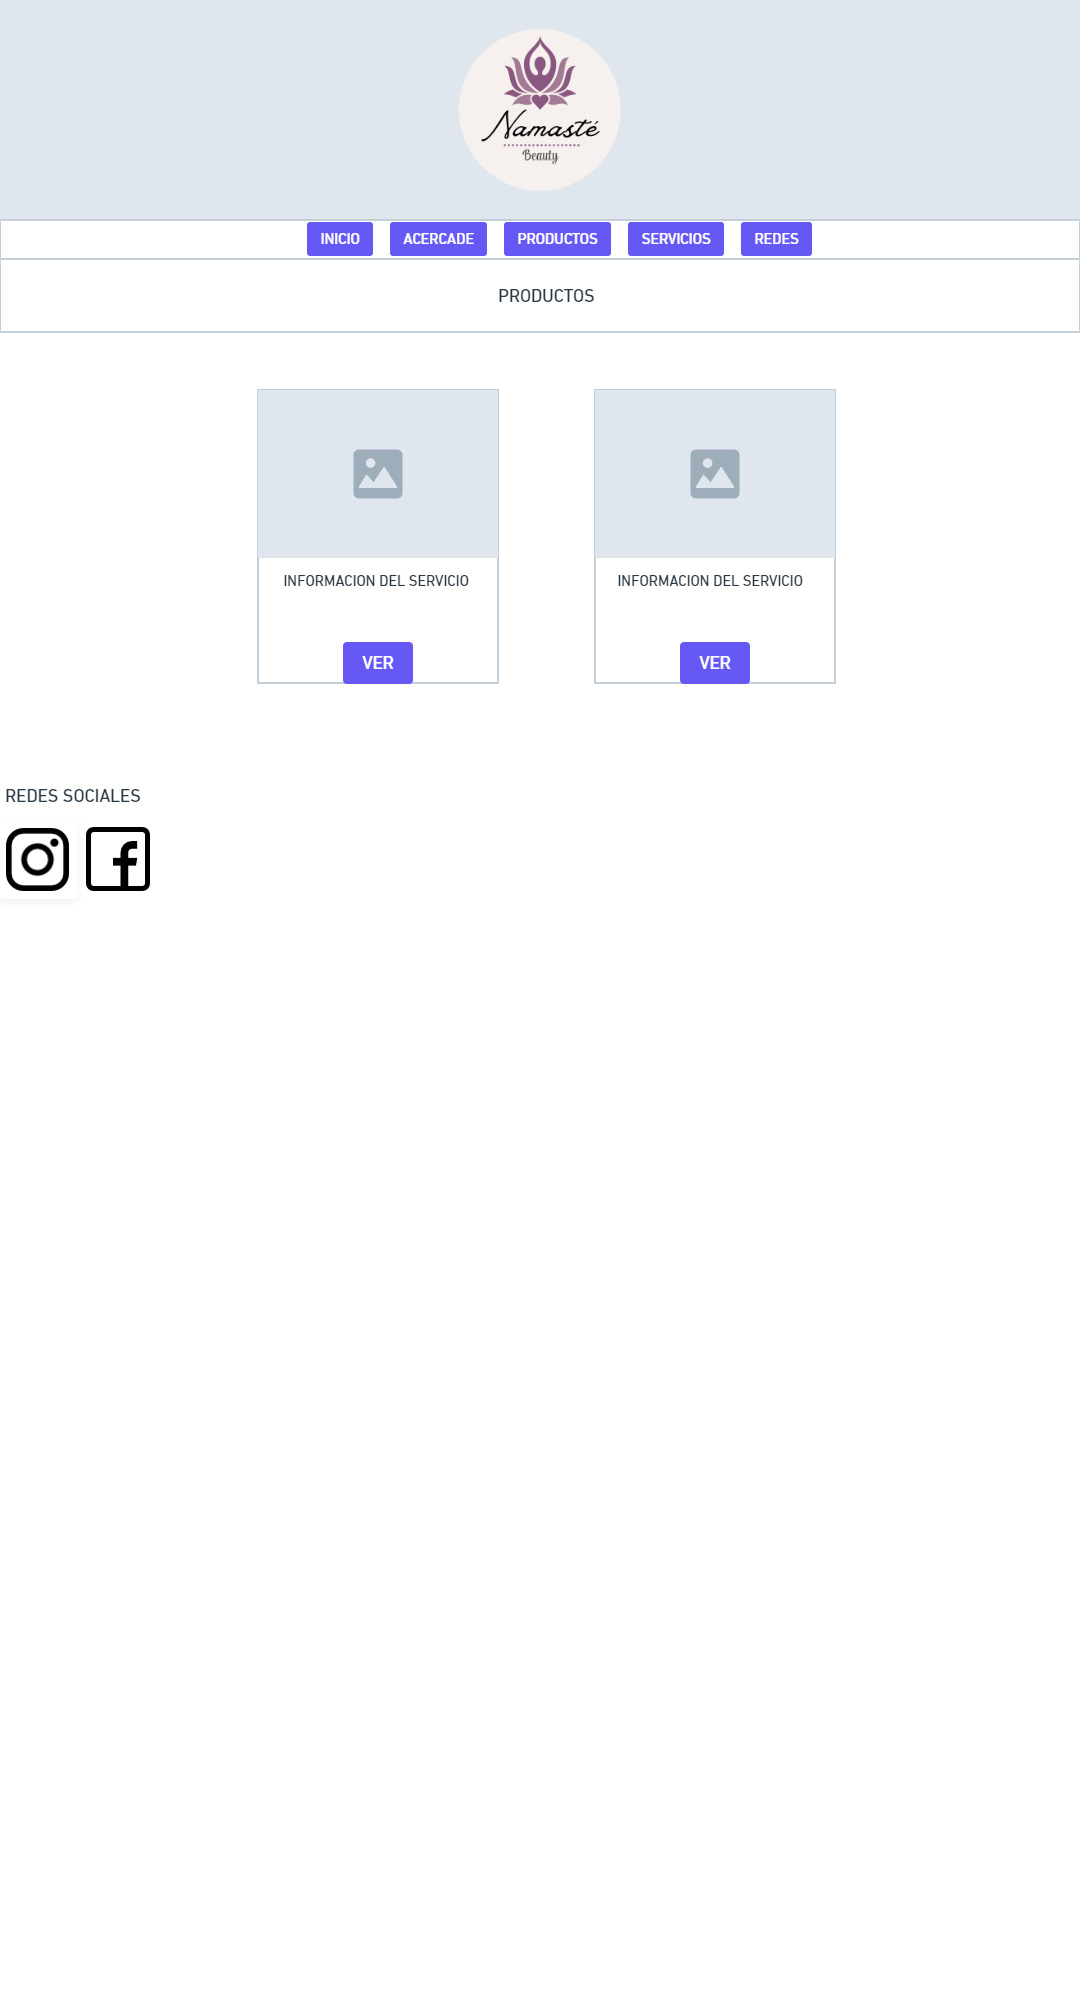 Namasté
Beauty
INICIO ACERCADE PRODUCTOS SERVICIOS REDES
PRODUCTOS
INFORMACION DEL SERVICIO INFORMACION DEL SERVICIO
VER VER
REDES SOCIALES